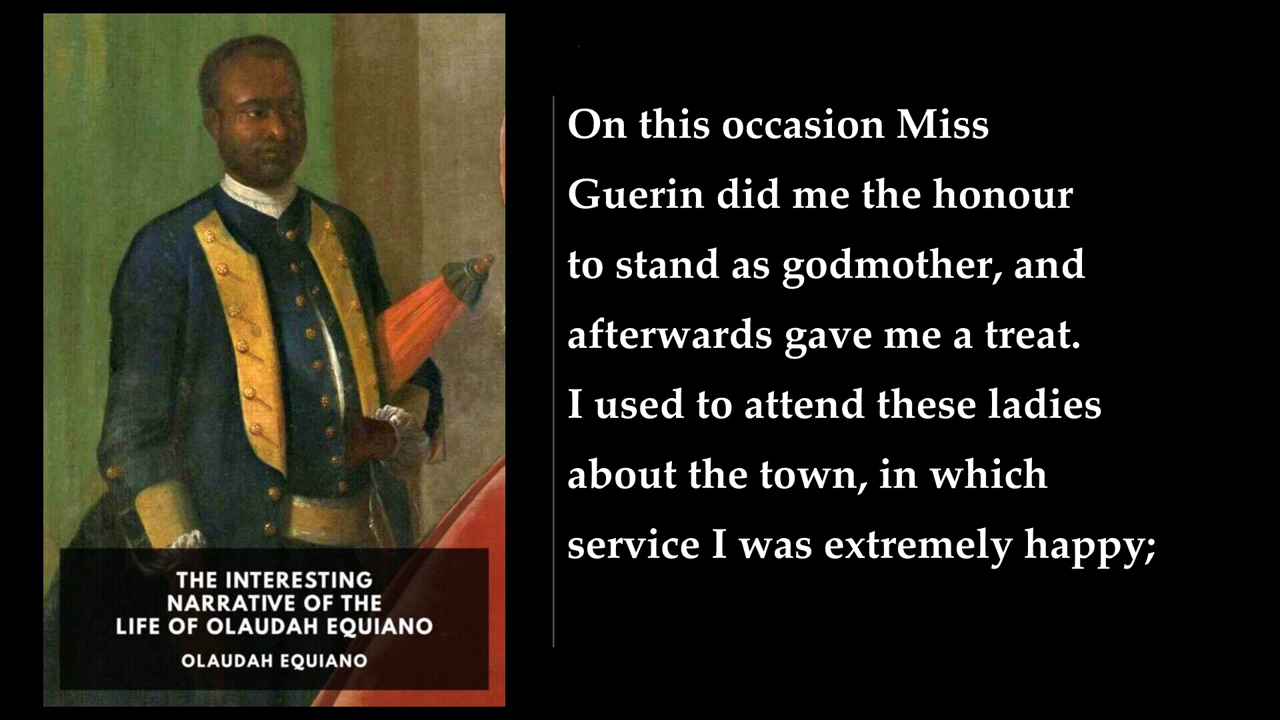 THE INTERESTING
NARRATIVE OF THE
LIFE OF OLAUDAH EQUIANO
OLAUDAH EQUIANO
On this occasion Miss
Guerin did me the honour
to stand as godmother, and
afterwards gave me a treat.
I used to attend these ladies
about the town, in which
service I was extremely happy;